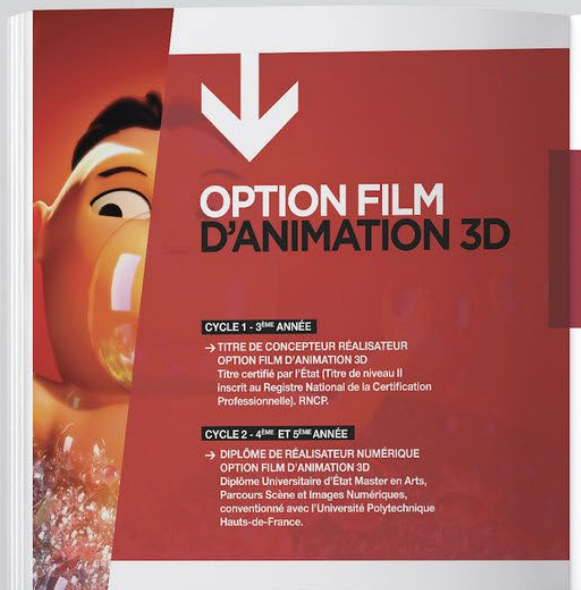 OPTION FILM
D'ANIMATION 3D
CYCLE 1 - 3ÈME ANNÉE
→ TITRE DE CONCEPTEUR RÉALISATEUR
OPTION FILM D'ANIMATION 3D
Titre certifié par l'État (Titre de niveau II
inscrit au Registre National de la Certification
Professionnelle). RNCP.
CYCLE 2 - 4ÈME ET 5ÈME ANNÉE
→ DIPLÔME DE RÉALISATEUR NUMÉRIQUE
OPTION FILM D'ANIMATION 3D
Diplôme Universitaire d'État Master en Arts,
Parcours Scène et Images Numériques,
conventionné avec l'Université Polytechnique
Hauts-de-France.